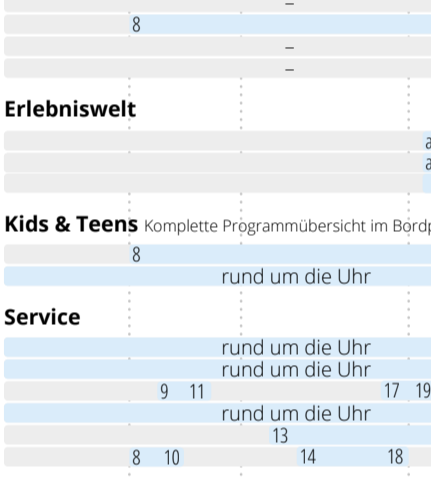 –
8
–
–
Erlebniswelt
a
a
Kids & Teens Komplette Programmübersicht im Bordp
8
rund um die Uhr
Service
rund um die Uhr
rund um die Uhr
9 11 17 19
rund um die Uhr
13
8 10 14 18